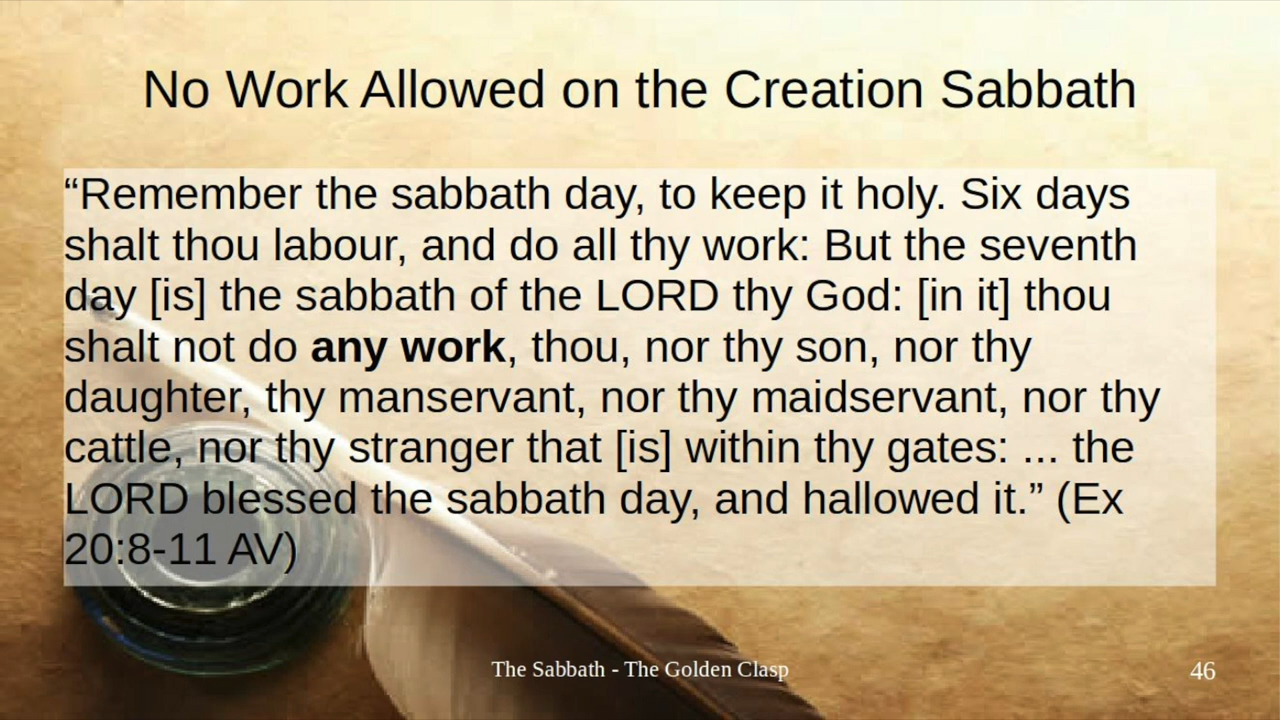 No Work Allowed on the Creation Sabbath
“Remember the sabbath day, to keep it holy. Six days
shalt thou labour, and do all thy work: But the seventh
day [is] the sabbath of the LORD thy God: [in it] thou
shalt not do any work, thou, nor thy son, nor thy
daughter, thy manservant, nor thy maidservant, nor thy
cattle, nor thy stranger that [is] within thy gates: ... the
LORD blessed the sabbath day, and hallowed it.” (Ex
20:8-11 AV)
The Sabbath - The Golden Clasp
46